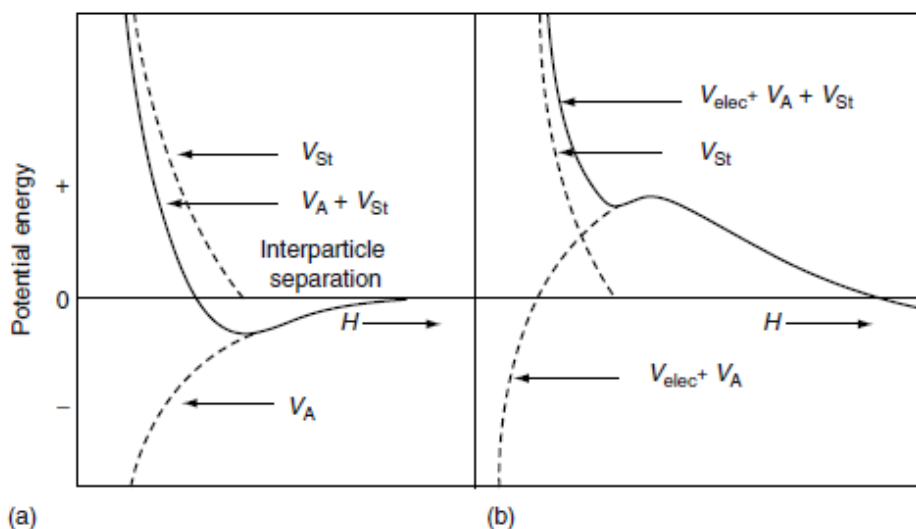 Potential energy
+
0
−
V_St
V_A + V_St
Interparticle
separation
H
V_A
(a)
V_elec+ V_A + V_St
V_St
H
V_elec+ V_A
(b)